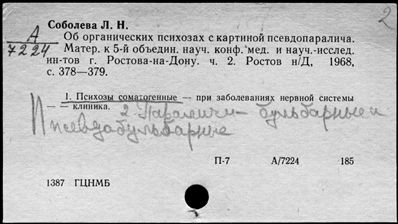 2
Соболева Л. Н.
А
7224
Об органических психозах с картиной псевдопаралича.
Матер. к 5-й объедин. науч. конф. мед. и науч.-исслед.
ин-тов г. Ростова-на-Дону. ч. 2. Ростов н/Д, 1968,
с. 378—379.
1. Психозы соматогенные — при заболеваниях нервной системы
— клиника. 2. Параличи — бульбарные и
псевдобульбарные
П-7 А/7224 185
1387 ГЦНМБ